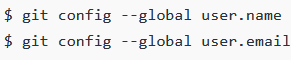 $ git config --global user.name
$ git config --global user.email